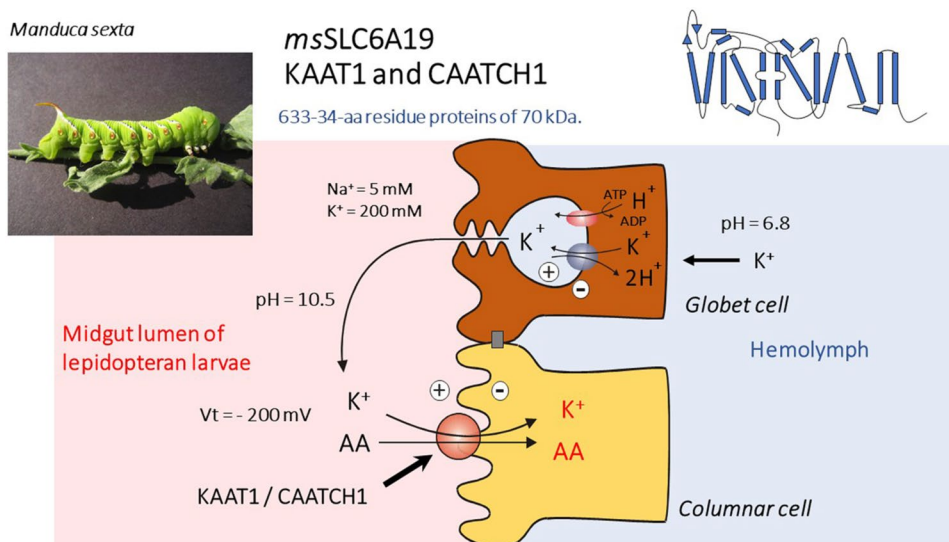 Manduca sexta
msSLC6A19
KAAT1 and CAATCH1
633-34-aa residue proteins of 70 kDa.
Na⁺ = 5 mM
K⁺ = 200 mM
ATP
H⁺
ADP
K⁺
K⁺
+
2H⁺
-
pH = 6.8
K⁺
Globet cell
pH = 10.5
Midgut lumen of
lepidopteran larvae
Hemolymph
+
-
K⁺
K⁺
Vt = - 200 mV
AA
AA
KAAT1 / CAATCH1
Columnar cell